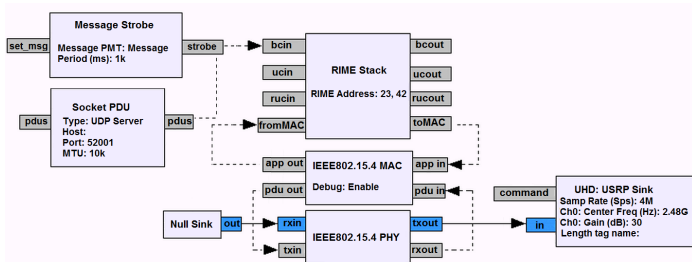 Message Strobe
set_msg
Message PMT: Message
Period (ms): 1k
strobe
Socket PDU
pdus
Type: UDP Server
Host:
Port: 52001
MTU: 10k
pdus
RIME Stack
RIME Address: 23, 42
bcin
ucin
rucin
fromMAC
bcout
ucout
rucout
toMAC
IEEE802.15.4 MAC
Debug: Enable
app out
pdu out
app in
pdu in
Null Sink
out
IEEE802.15.4 PHY
rxin
txin
txout
rxout
UHD: USRP Sink
command
in
Samp Rate (Sps): 4M
Ch0: Center Freq (Hz): 2.48G
Ch0: Gain (dB): 30
Length tag name: